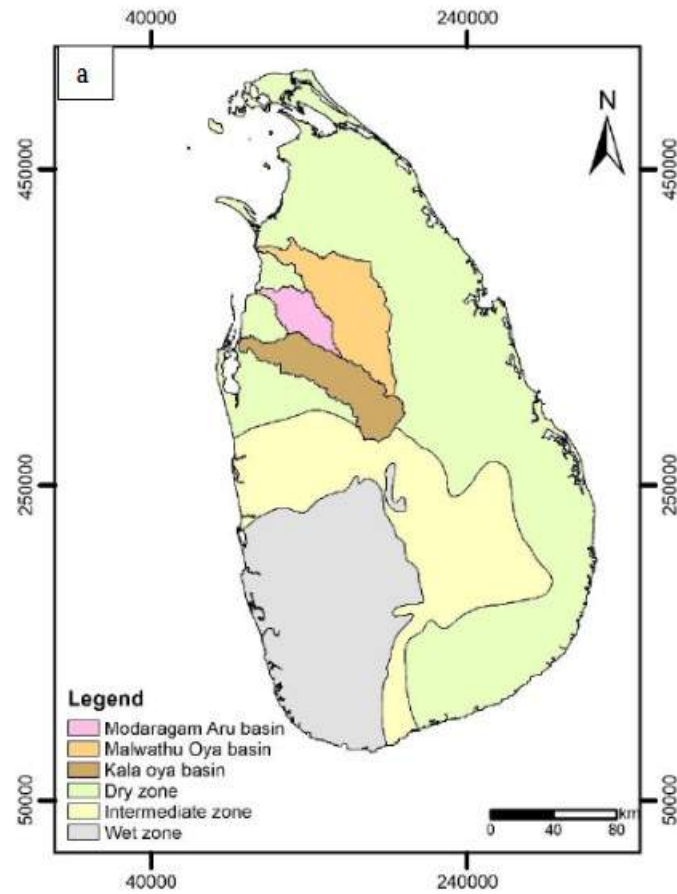 40000 240000
a
N
450000 450000
250000 250000
Legend
Modaragam Aru basin
Malwathu Oya basin
Kala oya basin
Dry zone
Intermediate zone
Wet zone
50000 50000
km
0 40 80
40000 240000